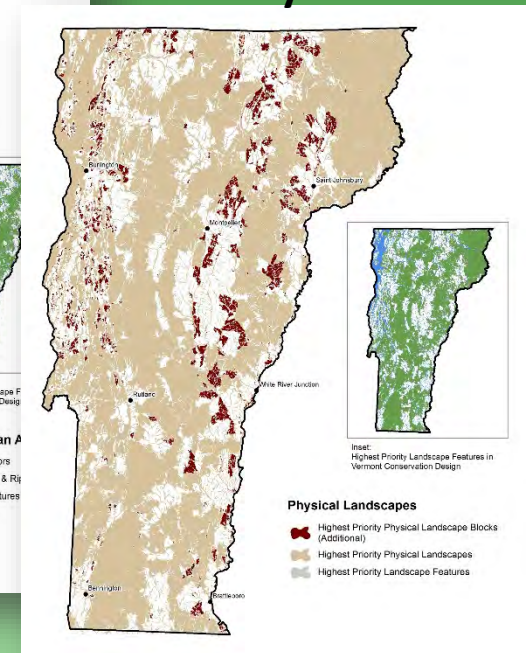 Burlington
Saint Johnsbury
Montpelier
White River Junction
Rutland
Bennington
Brattleboro
Inset:
Highest Priority Landscape Features in
Vermont Conservation Design
Physical Landscapes
Highest Priority Physical Landscape Blocks
(Additional)
Highest Priority Physical Landscapes
Highest Priority Landscape Features